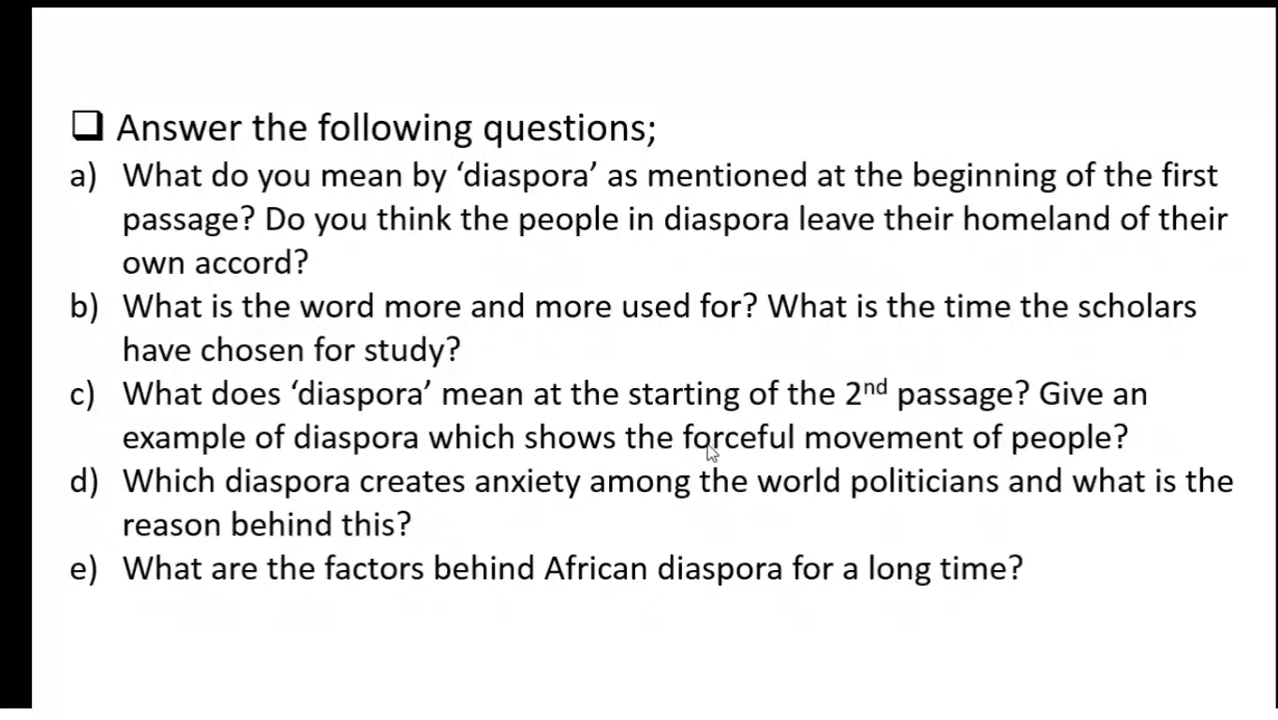 ❑ Answer the following questions;
a) What do you mean by ‘diaspora’ as mentioned at the beginning of the first
passage? Do you think the people in diaspora leave their homeland of their
own accord?
b) What is the word more and more used for? What is the time the scholars
have chosen for study?
c) What does ‘diaspora’ mean at the starting of the 2nd passage? Give an
example of diaspora which shows the forceful movement of people?
d) Which diaspora creates anxiety among the world politicians and what is the
reason behind this?
e) What are the factors behind African diaspora for a long time?